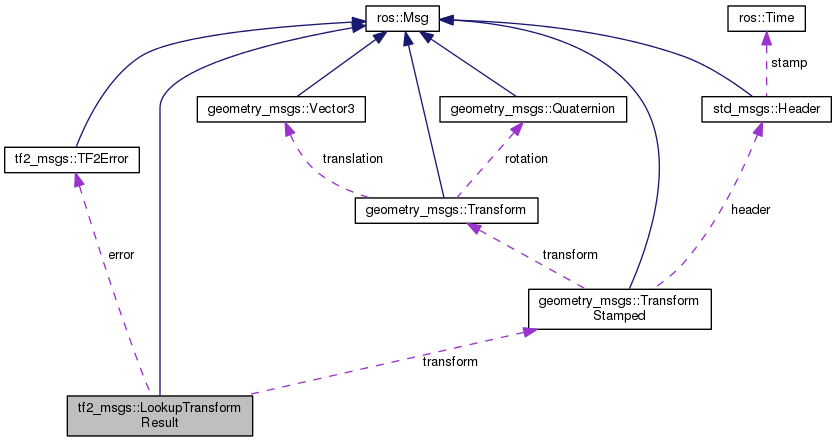 ros::Msg
ros::Time
stamp
geometry_msgs::Vector3
geometry_msgs::Quaternion
std_msgs::Header
tf2_msgs::TF2Error
translation
rotation
geometry_msgs::Transform
header
error
transform
geometry_msgs::Transform
Stamped
transform
tf2_msgs::LookupTransform
Result